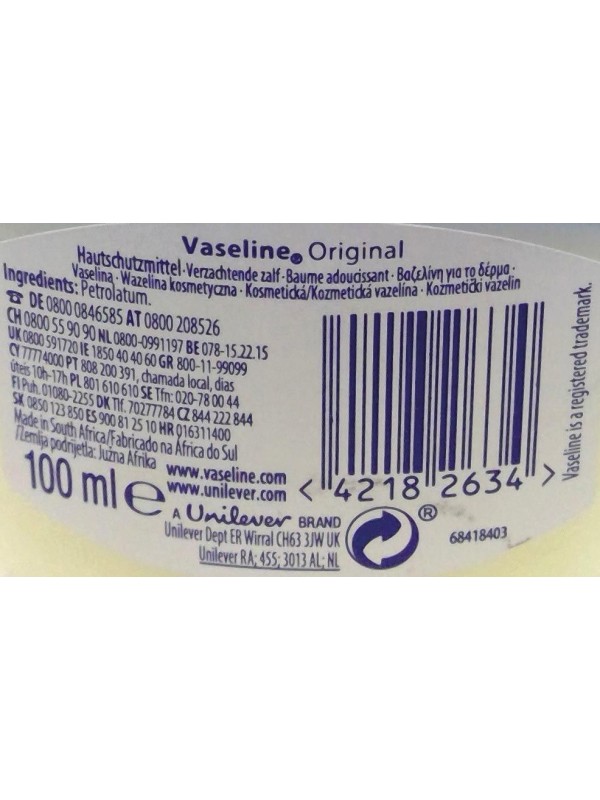 Vaseline® Original
Hautschutzmittel · Verzachtende zalf · Baume adoucissant · Βαζελίνη για το δέρμα ·
Vaselina · Wazelina kosmetyczna · Kosmetická/Kozmetická vazelína · Kozmetički vazelin
Ingredients: Petrolatum.
☎ DE 0800 0846585 AT 0800 208526
CH 0800 55 90 90 NL 0800-0991197 BE 078-15.22.15
UK 0800 591720 IE 1850 40 40 60 GR 800-11-99099
CY 77774000 PT 808 200 391, chamada local, dias
úteis 10h-17h PL 801 610 610 SE Tfn: 020-78 00 44
FI Puh. 01080-2255 DK Tlf. 70277784 CZ 844 222 844
SK 0850 123 850 ES 900 81 25 10 HR 016311400
Made in South Africa/Fabricado na África do Sul
/Zemlja podrijetla: Južna Afrika
100 ml ℮
www.vaseline.com
www.unilever.com
A Unilever BRAND
Unilever Dept ER Wirral CH63 3JW UK
Unilever RA; 455; 3013 AL; NL
< 4218 2634 >
®
68418403
Vaseline is a registered trademark.